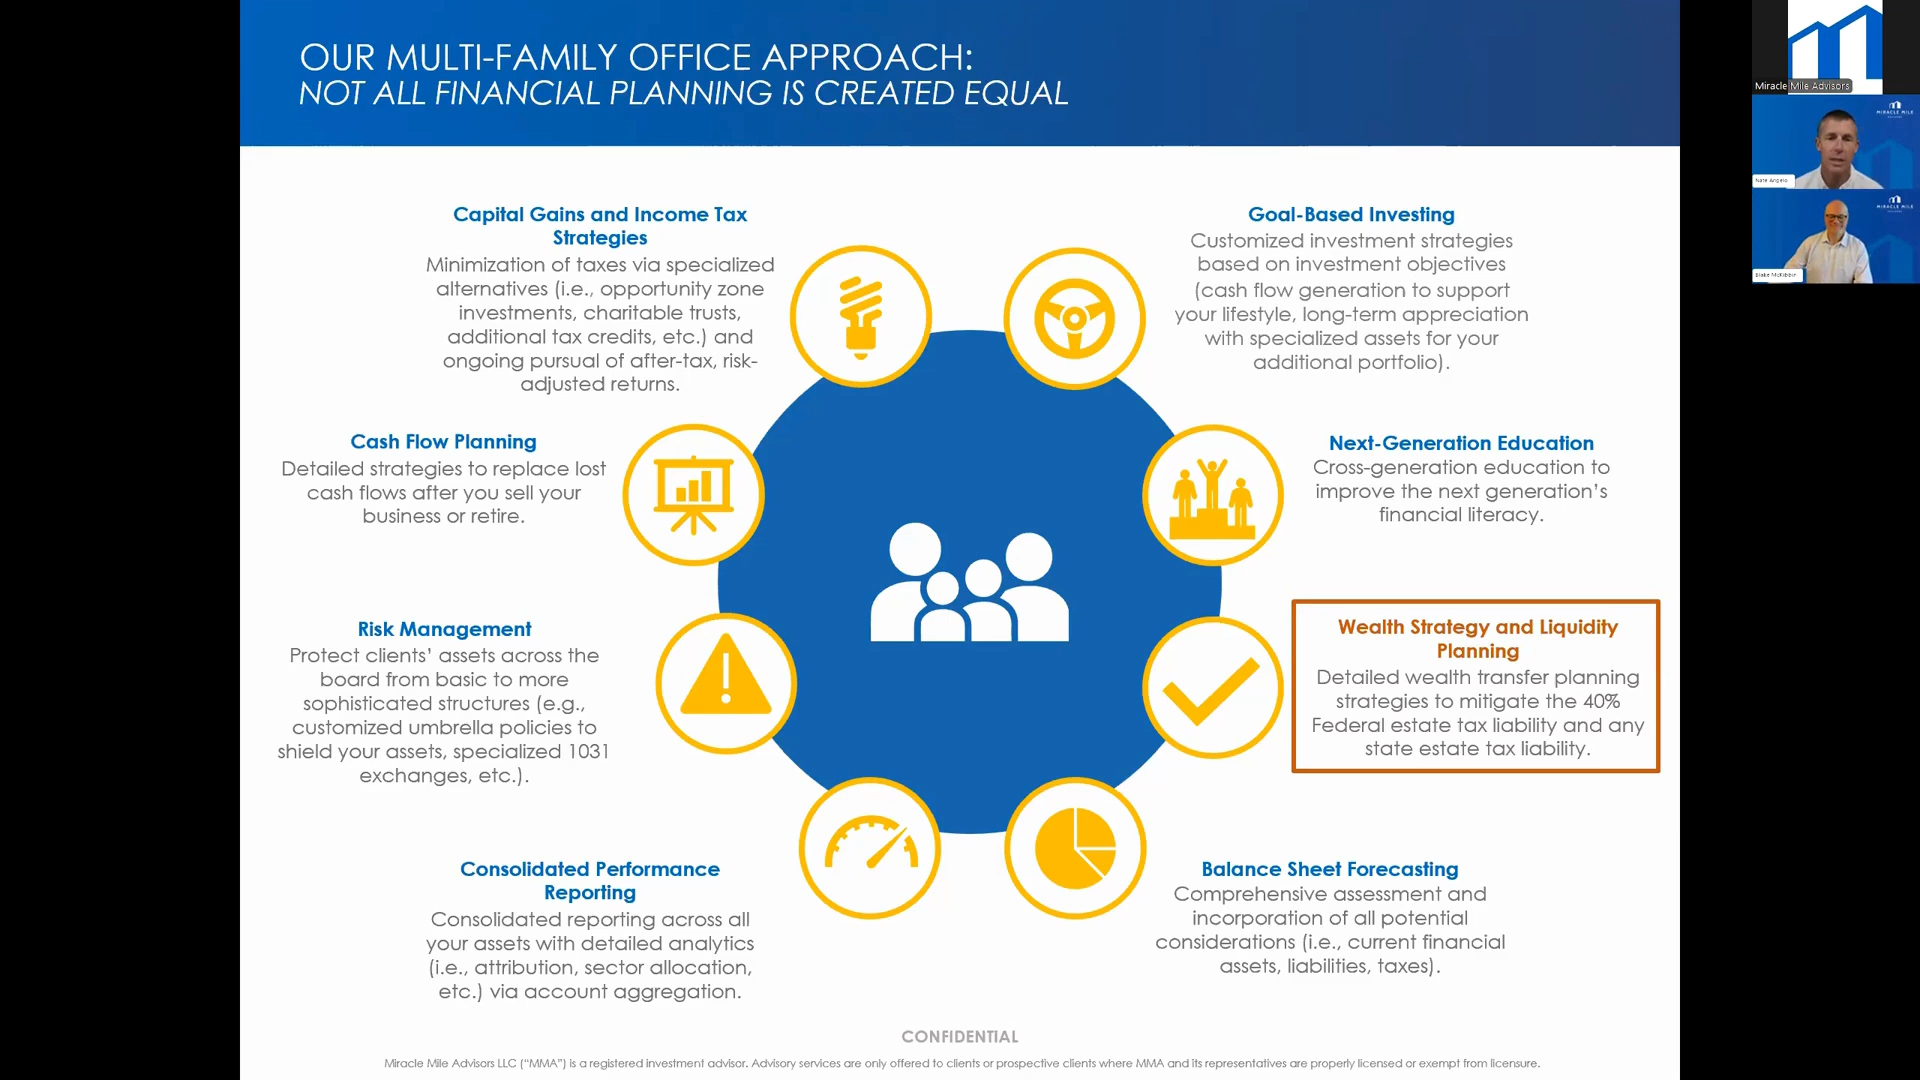 OUR MULTI-FAMILY OFFICE APPROACH:
NOT ALL FINANCIAL PLANNING IS CREATED EQUAL
Capital Gains and Income Tax
Strategies
Minimization of taxes via specialized
alternatives (i.e., opportunity zone
investments, charitable trusts,
additional tax credits, etc.) and
ongoing pursual of after-tax, risk-
adjusted returns.
Goal-Based Investing
Customized investment strategies
based on investment objectives
(cash flow generation to support
your lifestyle, long-term appreciation
with specialized assets for your
additional portfolio).
Cash Flow Planning
Detailed strategies to replace lost
cash flows after you sell your
business or retire.
Next-Generation Education
Cross-generation education to
improve the next generation's
financial literacy.
Risk Management
Protect clients' assets across the
board from basic to more
sophisticated structures (e.g.,
customized umbrella policies to
shield your assets, specialized 1031
exchanges, etc.).
Wealth Strategy and Liquidity
Planning
Detailed wealth transfer planning
strategies to mitigate the 40%
Federal estate tax liability and any
state estate tax liability.
Consolidated Performance
Reporting
Consolidated reporting across all
your assets with detailed analytics
(i.e., attribution, sector allocation,
etc.) via account aggregation.
Balance Sheet Forecasting
Comprehensive assessment and
incorporation of all potential
considerations (i.e., current financial
assets, liabilities, taxes).
CONFIDENTIAL
Miracle Mile Advisors LLC ("MMA") is a registered investment advisor. Advisory services are only offered to clients or prospective clients where MMA and its representatives are properly licensed or exempt from licensure.
Miracle Mile Advisors
MIRACLE MILE
Nate Angelo
MIRACLE MILE
Blake McKibbin